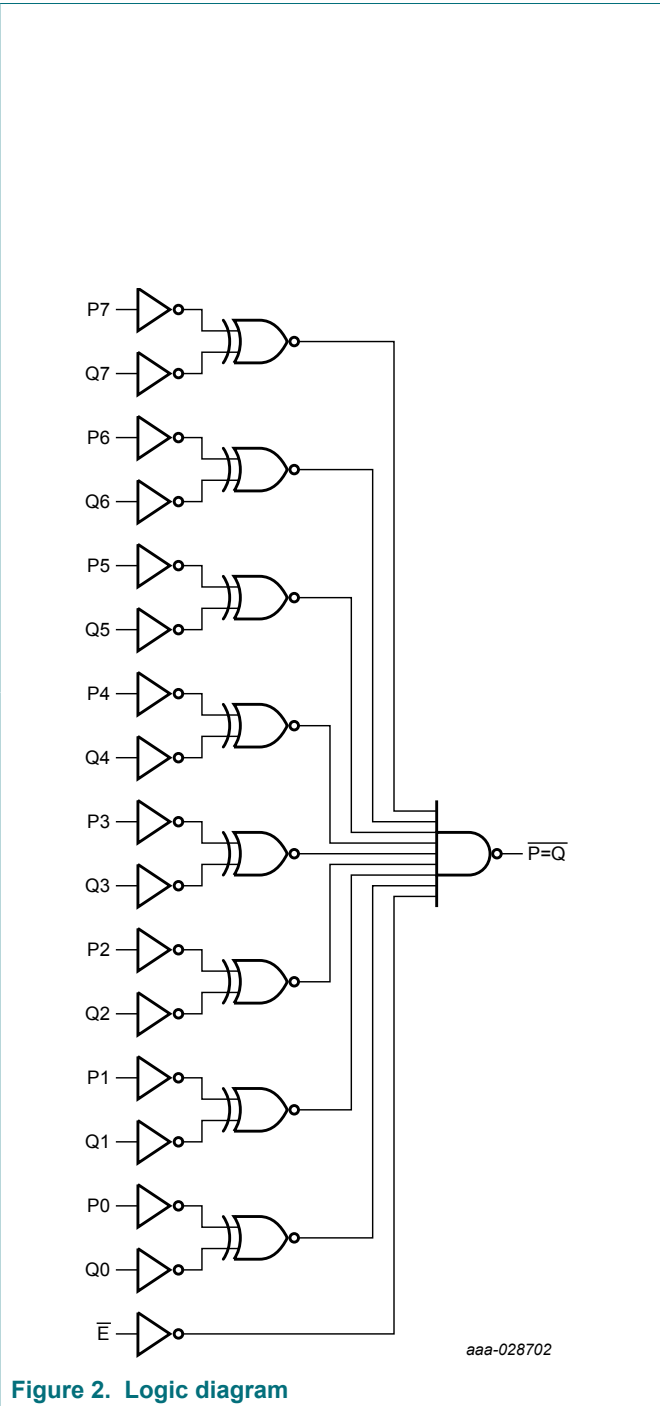 P7
Q7
P6
Q6
P5
Q5
P4
Q4
P3
P=Q
Q3
P2
Q2
P1
Q1
P0
Q0
E
aaa-028702
Figure 2. Logic diagram